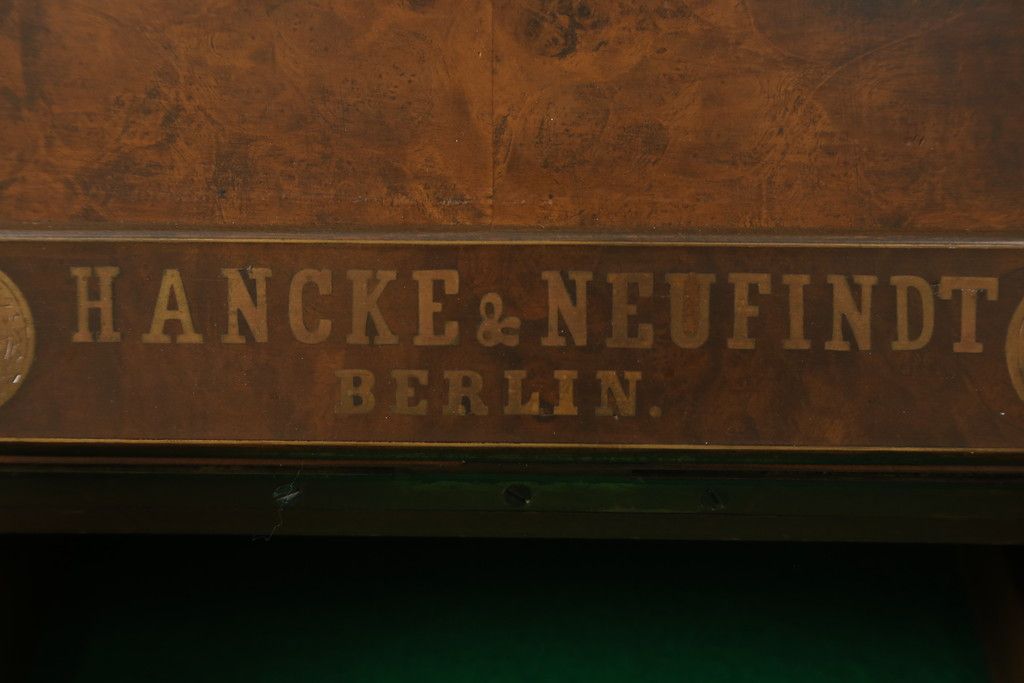 HANCKE & NEUFINDT
BERLIN.